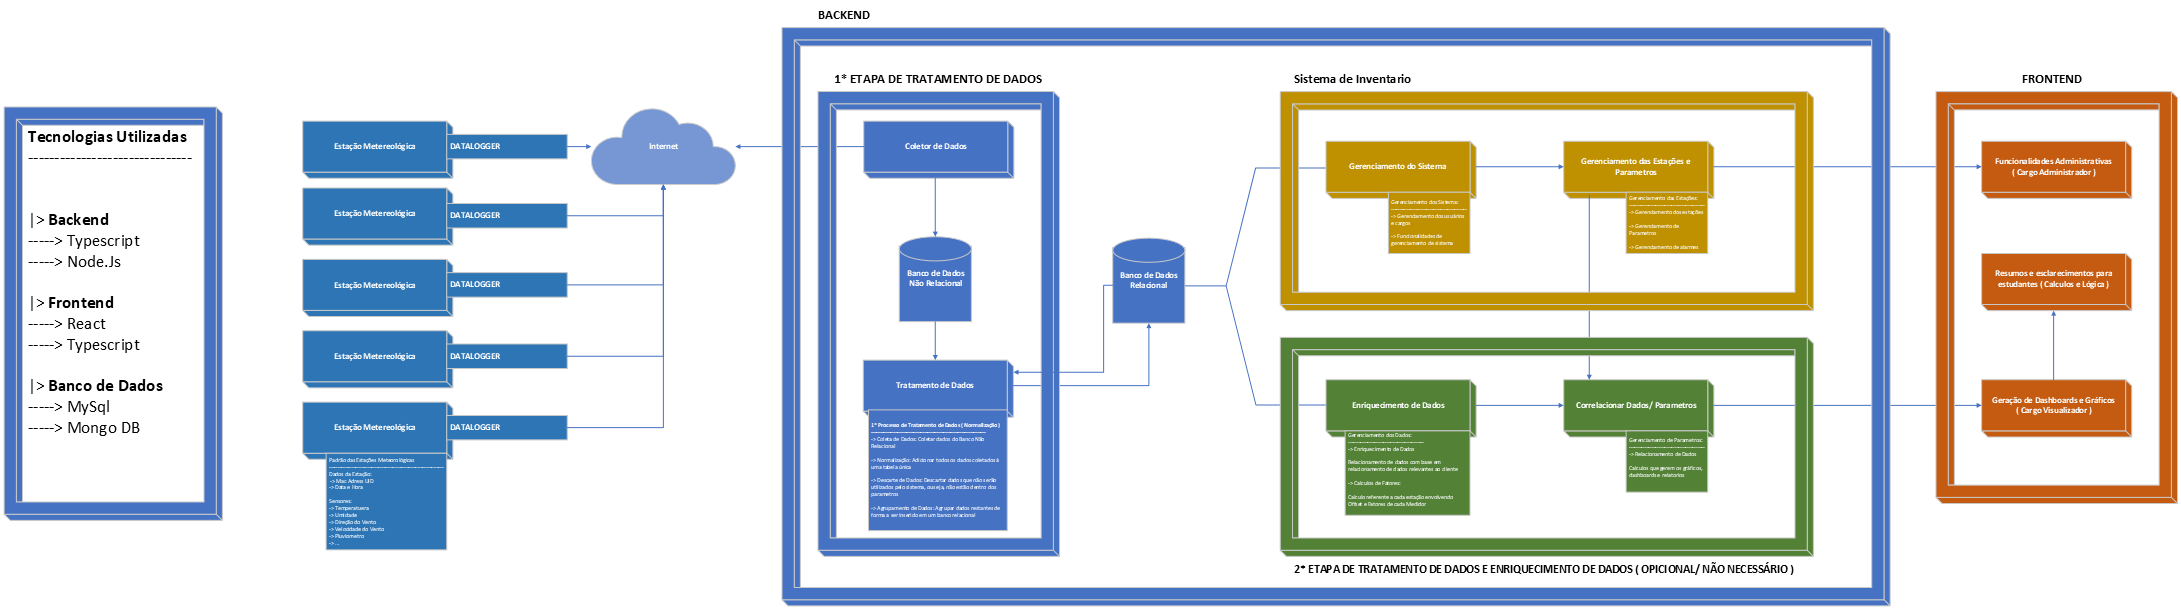 BACKEND
1* ETAPA DE TRATAMENTO DE DADOS
Sistema de Inventario
FRONTEND
Tecnologias Utilizadas
-------------------------------
|> Backend
-----> Typescript
-----> Node.Js
|> Frontend
-----> React
-----> Typescript
|> Banco de Dados
-----> MySql
-----> Mongo DB
Estação Metereológica
DATALOGGER
Estação Metereológica
DATALOGGER
Estação Metereológica
DATALOGGER
Estação Metereológica
DATALOGGER
Estação Metereológica
DATALOGGER
Padrão das Estações Meteorológicas
Dados da Estação:
-> Mac Adress UID
-> Data e Hora
Sensores:
-> Temperatuera
-> Umidade
-> Direção do Vento
-> Velocidade do Vento
-> Pluviometro
-> ...
Internet
Coletor de Dados
Banco de Dados
Não Relacional
Tratamento de Dados
1* Processo de Tratamento de Dados ( Normalização )
-> Coleta de Dados: Coletar dados do Banco Não
Relacional
-> Normalização: Adicionar todos os dados coletados à
uma tabela única
-> Descarte de Dados: Descartar dados que não serão
utilizados pelo sistema, ou seja, não estão dentro dos
parametros
-> Agrupamento de Dados: Agrupar dados restantes de
forma a ser inserido em um banco relacional
Banco de Dados
Relacional
Gerenciamento do Sistema
Gerenciamento dos Sistema:
-> Gerendamento dos usuários
e cargos
-> Funcionalidades de
gerenciamento de sistema
Gerenciamento das Estações e
Parametros
Gerenciamento das Estações:
-> Gerendamento dos estações
-> Gerendamento de
Parametros
-> Gerendamento de alarmes
Enriquecimento de Dados
Gerenciamento dos Dados:
-> Enriquecimento de Dados
Relacionamento de dados com base em
relacionamento de dados relevantes ao cliente
-> Calculos de Fatores:
Calculo referente a cada estação envolvendo
Offset e Fatores de cada Medidor
Correlacionar Dados/ Parametros
Gerenciamento de Parametros:
-> Relacionamento de Dados
Calculos que gerem os gráficos,
dashboards e relatorios
2* ETAPA DE TRATAMENTO DE DADOS E ENRIQUECIMENTO DE DADOS ( OPICIONAL/ NÃO NECESSÁRIO )
Funcionalidades Administrativas
( Cargo Administrador )
Resumos e esclarecimentos para
estudantes ( Calculos e Lógica )
Geração de Dashboards e Gráficos
( Cargo Visualizador )